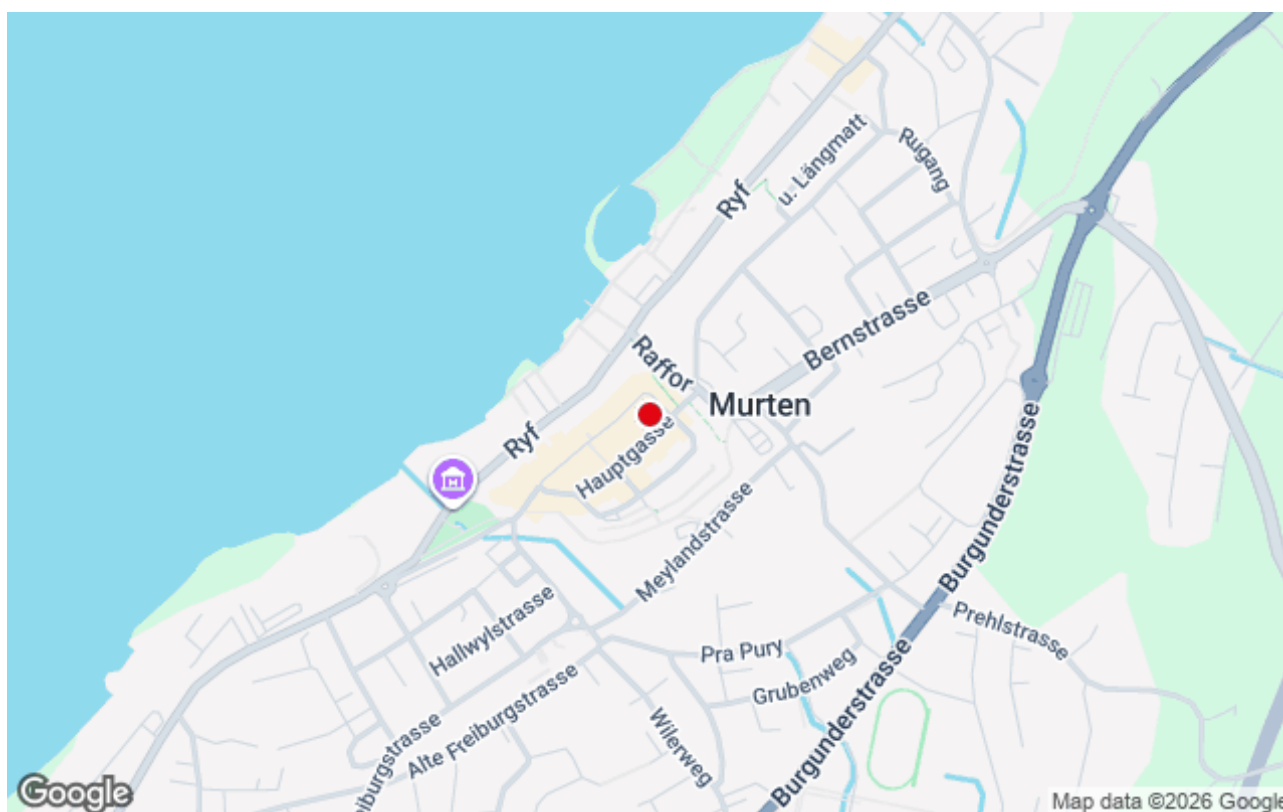 u. Längmatt
Rugang
Ryf
Bernstrasse
Raffor
Murten
Ryf
Hauptgasse
Burgunderstrasse
Meylandstrasse
Hallwylstrasse
Prehlstrasse
Pra Pury
Grubenweg
Burgunderstrasse
Alte Freiburgstrasse
eiburgstrasse
Wilerweg
M
Google
Map data ©2026 Google